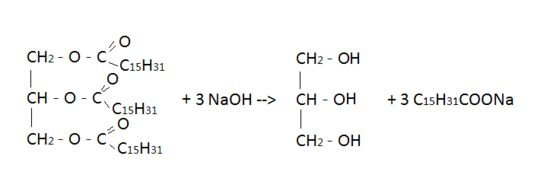 O
CH2 - O - C
C15H31
O
CH - O - C
C15H31
O
CH2 - O - C
C15H31
+ 3 NaOH -->
CH2 - OH
CH - OH
CH2 - OH
+ 3 C15H31COONa